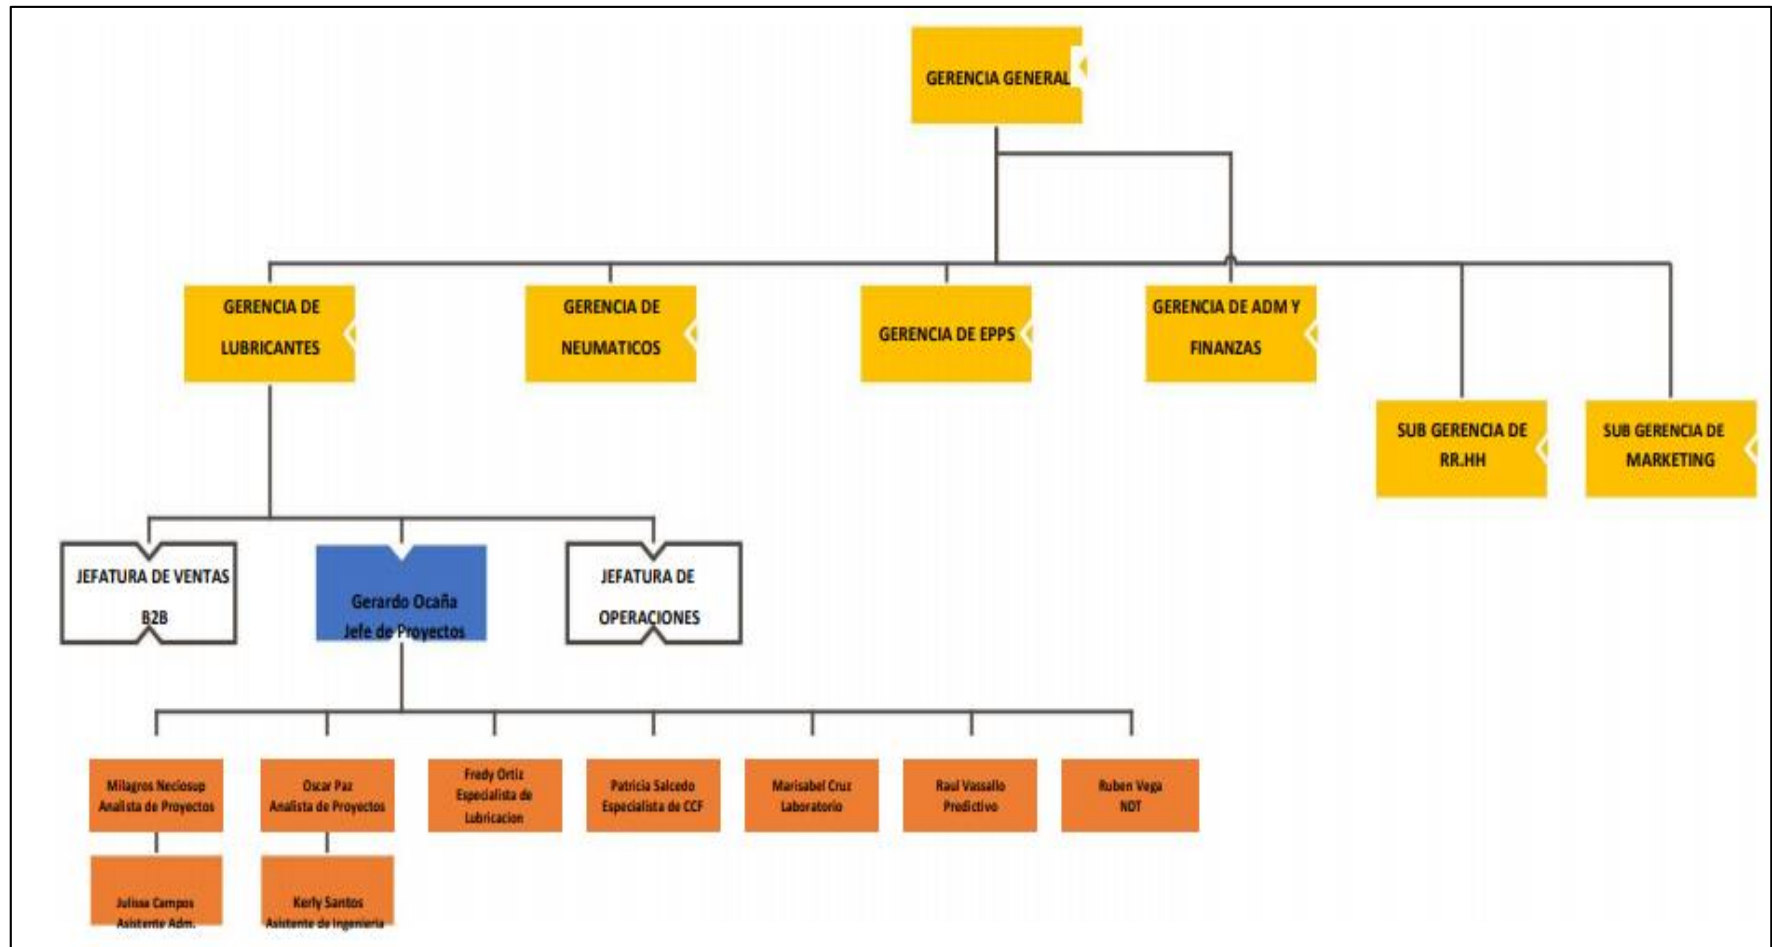 GERENCIA GENERAL
GERENCIA DE
LUBRICANTES
GERENCIA DE
NEUMATICOS
GERENCIA DE EPPS
GERENCIA DE ADM Y
FINANZAS
SUB GERENCIA DE
RR.HH
SUB GERENCIA DE
MARKETING
JEFATURA DE VENTAS
B2B
Gerardo Ocaña
Jefe de Proyectos
JEFATURA DE
OPERACIONES
Milagros Neciosup
Analista de Proyectos
Oscar Paz
Analista de Proyectos
Fredy Ortiz
Especialista de
Lubricacion
Patricia Salcedo
Especialista de CCF
Marisabel Cruz
Laboratorio
Raul Vassallo
Predictivo
Ruben Vega
NDT
Julissa Campos
Asistente Adm.
Kerly Santos
Asistente de Ingenieria